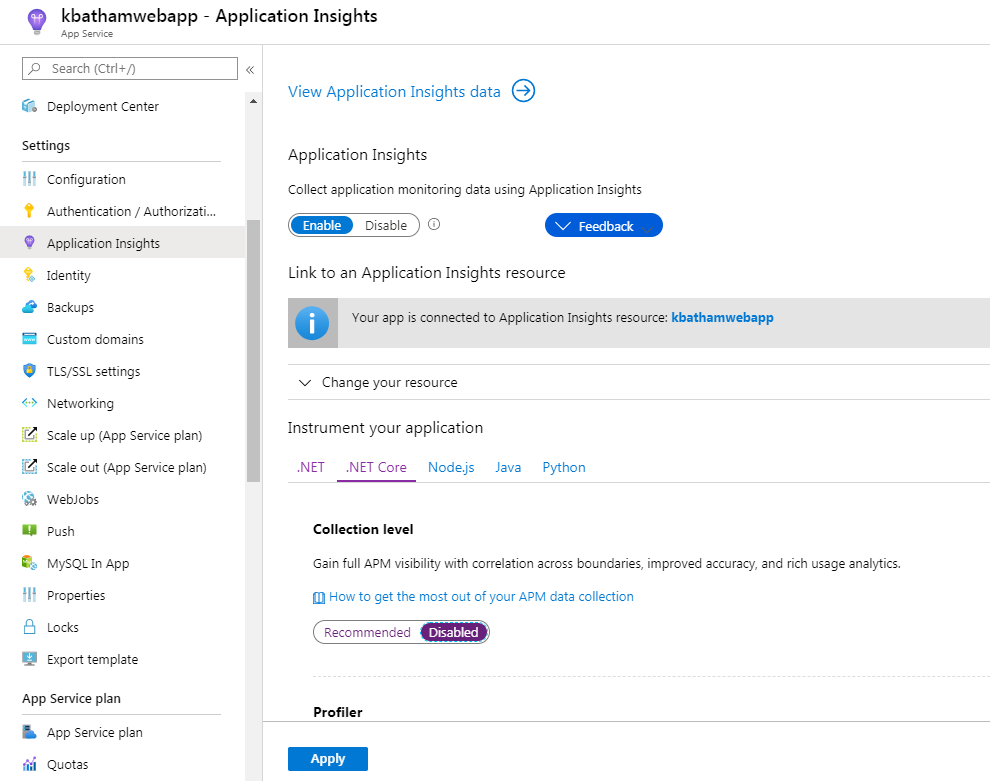 kbathamwebapp - Application Insights
App Service
Search (Ctrl+/)
«
Deployment Center
Settings
Configuration
Authentication / Authorizati...
Application Insights
Identity
Backups
Custom domains
TLS/SSL settings
Networking
Scale up (App Service plan)
Scale out (App Service plan)
WebJobs
Push
MySQL In App
Properties
Locks
Export template
App Service plan
App Service plan
Quotas
View Application Insights data
Application Insights
Collect application monitoring data using Application Insights
Enable Disable
Feedback
Link to an Application Insights resource
Your app is connected to Application Insights resource: kbathamwebapp
Change your resource
Instrument your application
.NET .NET Core Node.js Java Python
Collection level
Gain full APM visibility with correlation across boundaries, improved accuracy, and rich usage analytics.
How to get the most out of your APM data collection
Recommended Disabled
Profiler
Apply